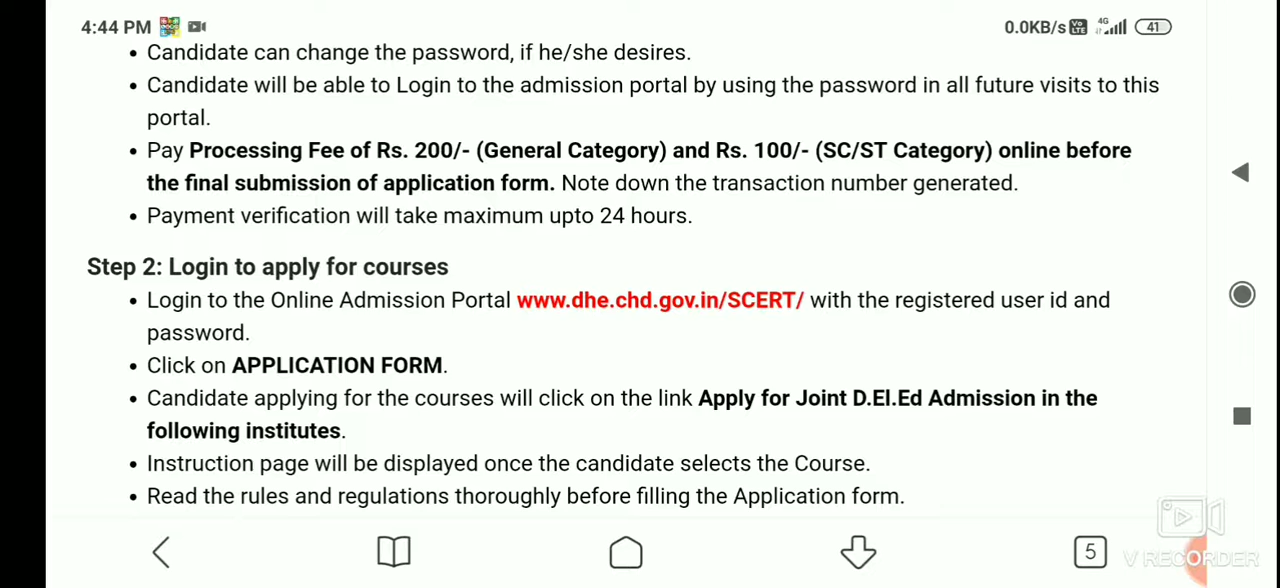 4:44 PM 0.0KB/s Vo LTE 4G 41
• Candidate can change the password, if he/she desires.
• Candidate will be able to Login to the admission portal by using the password in all future visits to this
portal.
• Pay Processing Fee of Rs. 200/- (General Category) and Rs. 100/- (SC/ST Category) online before
the final submission of application form. Note down the transaction number generated.
• Payment verification will take maximum upto 24 hours.
Step 2: Login to apply for courses
• Login to the Online Admission Portal www.dhe.chd.gov.in/SCERT/ with the registered user id and
password.
• Click on APPLICATION FORM.
• Candidate applying for the courses will click on the link Apply for Joint D.El.Ed Admission in the
following institutes.
• Instruction page will be displayed once the candidate selects the Course.
• Read the rules and regulations thoroughly before filling the Application form.
5
V RECORDER